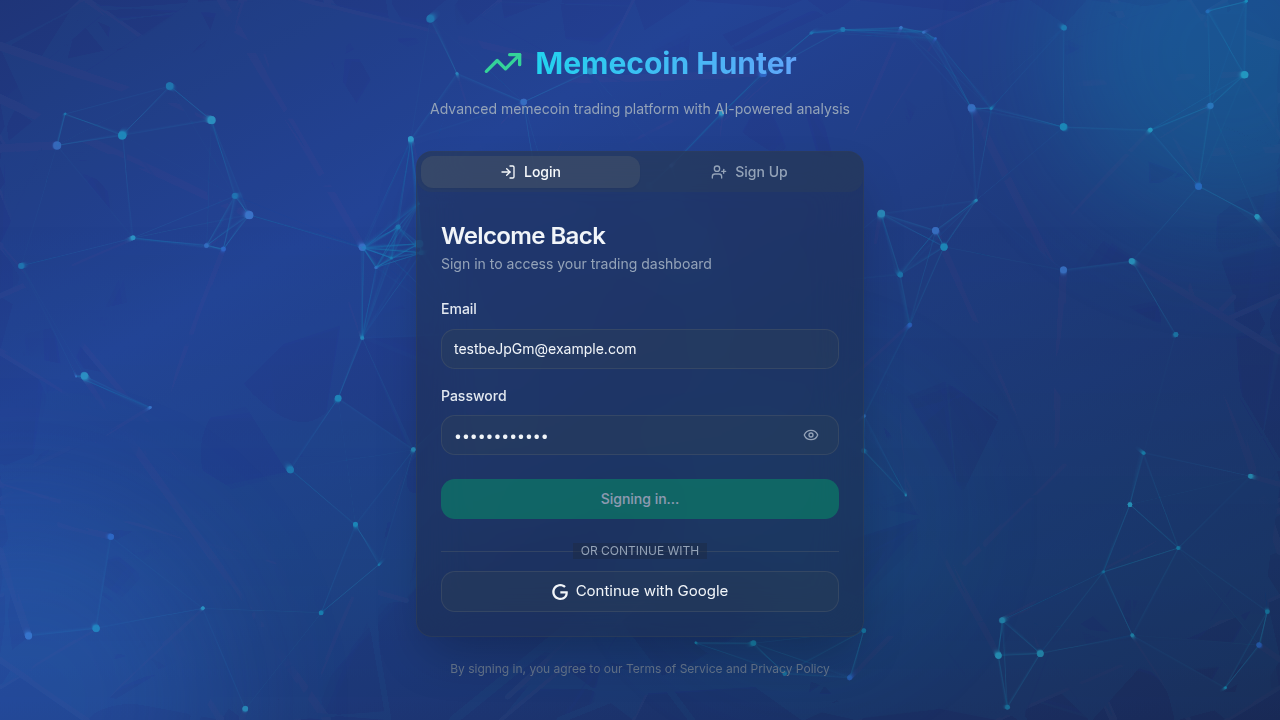 Memecoin Hunter
Advanced memecoin trading platform with AI-powered analysis
Login
Sign Up
Welcome Back
Sign in to access your trading dashboard
Email
testbeJpGm@example.com
Password
••••••••••••
Signing in...
OR CONTINUE WITH
Continue with Google
By signing in, you agree to our Terms of Service and Privacy Policy